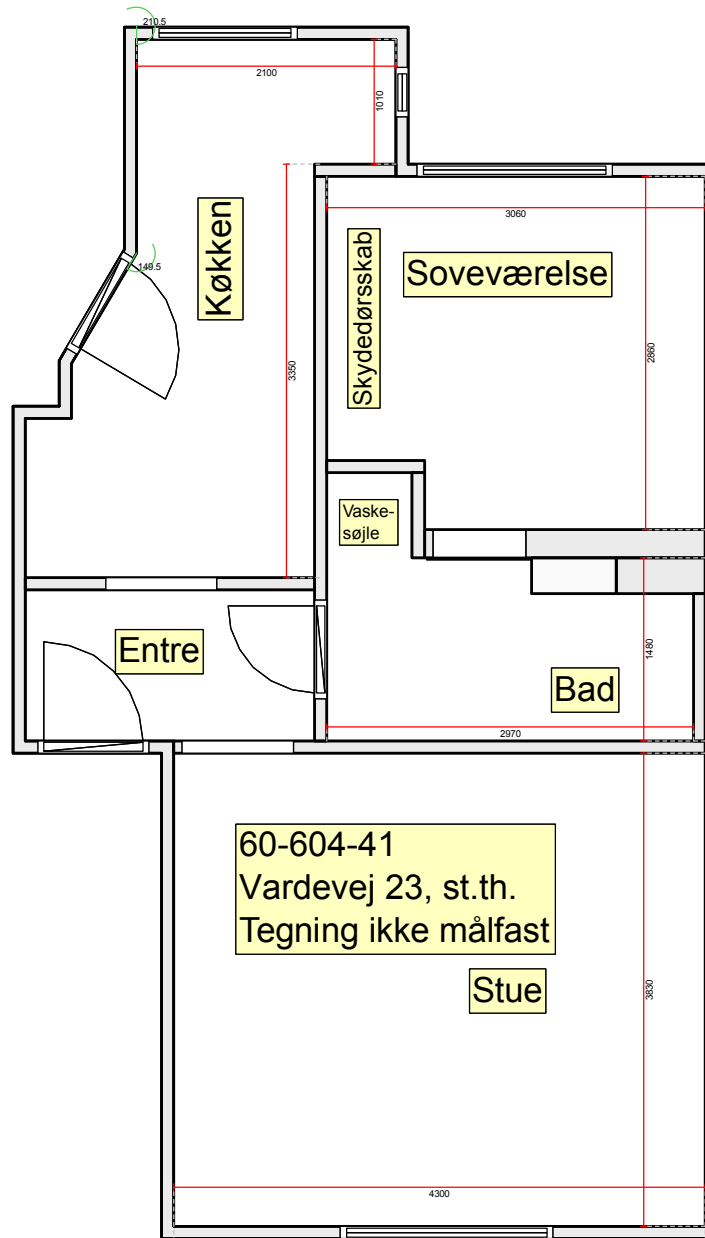 210.5
2100
1010
Køkken
149.5
3350
3060
Soveværelse
Skydedørsskab
2860
Vaske-
søjle
Entre
1480
Bad
2970
60-604-41
Vardevej 23, st.th.
Tegning ikke målfast
Stue
3830
4300